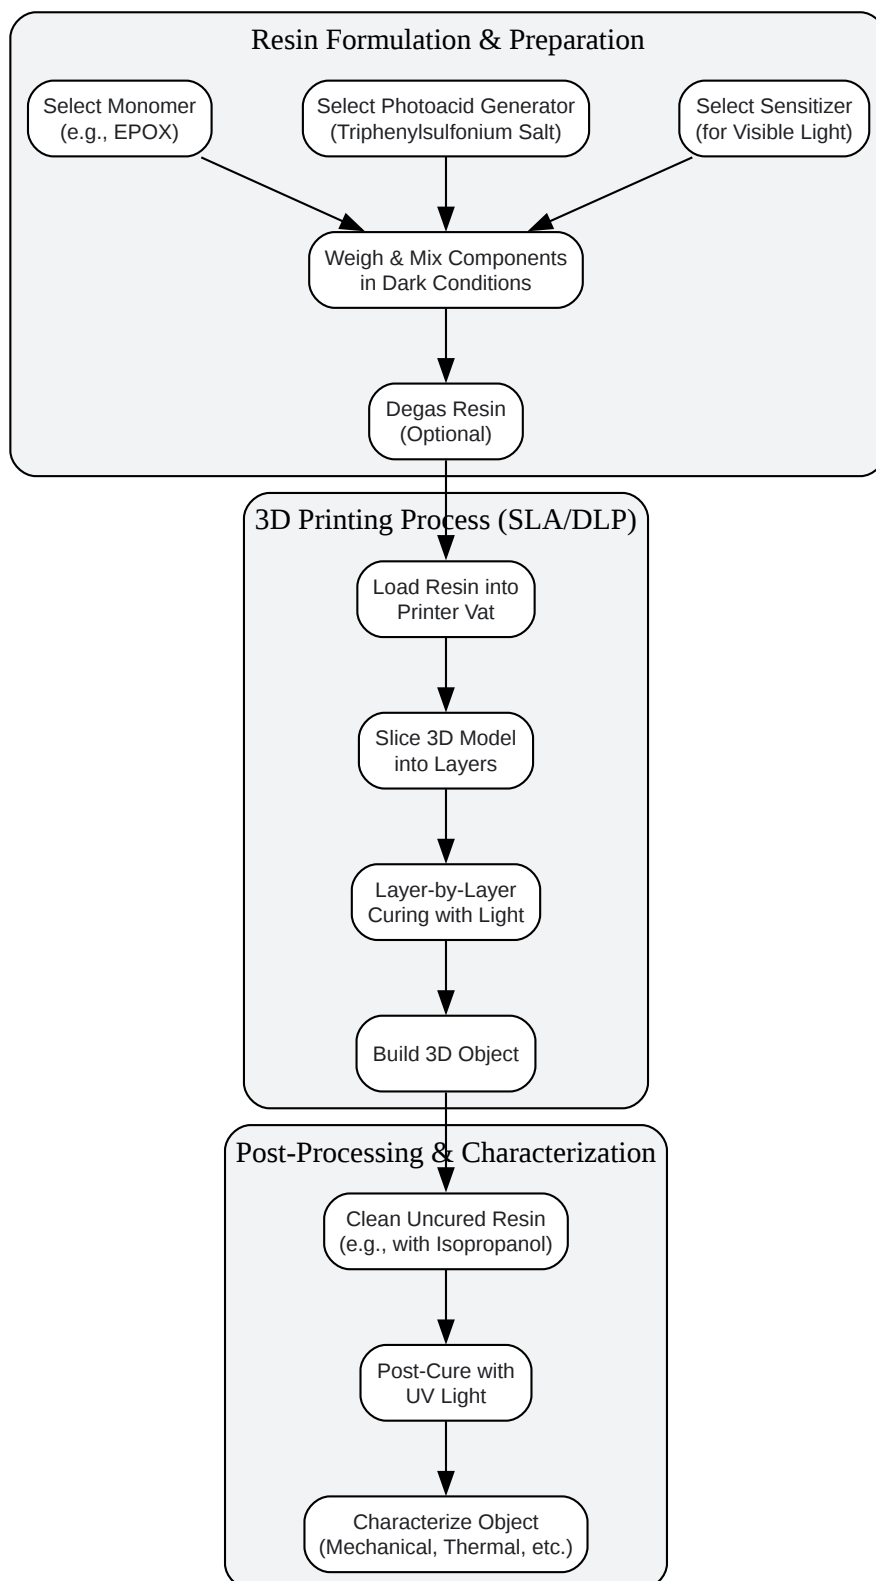 Resin Formulation & Preparation
Select Monomer
(e.g., EPOX)
Select Photoacid Generator
(Triphenylsulfonium Salt)
Select Sensitizer
(for Visible Light)
Weigh & Mix Components
in Dark Conditions
Degas Resin
(Optional)
3D Printing Process (SLA/DLP)
Load Resin into
Printer Vat
Slice 3D Model
into Layers
Layer-by-Layer
Curing with Light
Build 3D Object
Post-Processing & Characterization
Clean Uncured Resin
(e.g., with Isopropanol)
Post-Cure with
UV Light
Characterize Object
(Mechanical, Thermal, etc.)